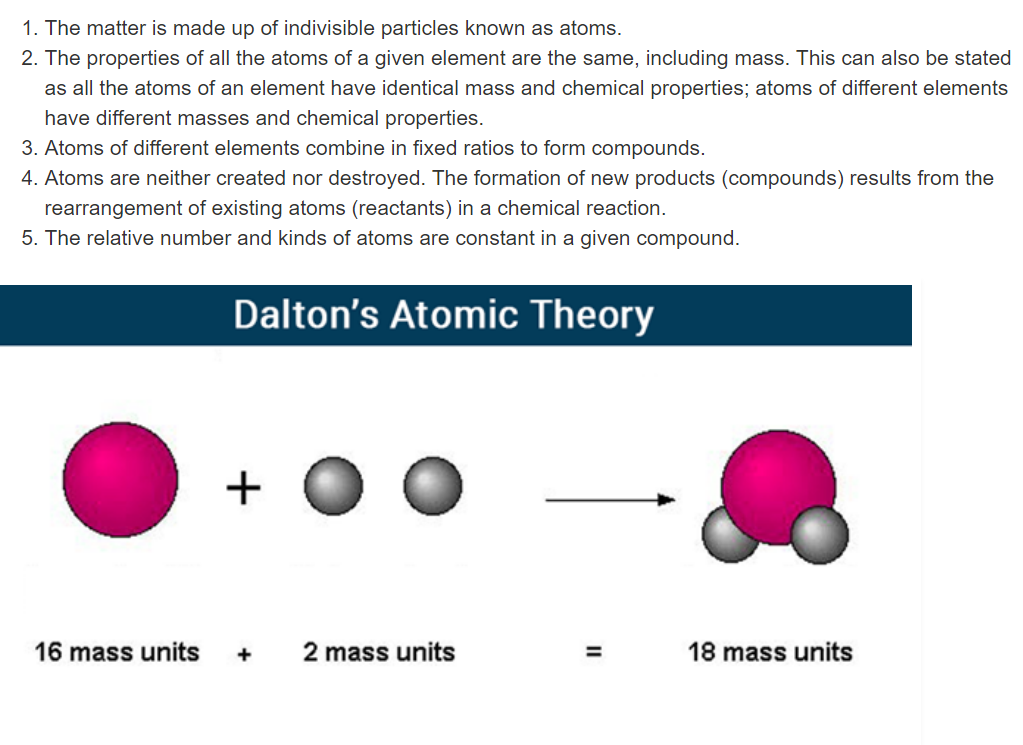 1. The matter is made up of indivisible particles known as atoms.
2. The properties of all the atoms of a given element are the same, including mass. This can also be stated
as all the atoms of an element have identical mass and chemical properties; atoms of different elements
have different masses and chemical properties.
3. Atoms of different elements combine in fixed ratios to form compounds.
4. Atoms are neither created nor destroyed. The formation of new products (compounds) results from the
rearrangement of existing atoms (reactants) in a chemical reaction.
5. The relative number and kinds of atoms are constant in a given compound.
Dalton's Atomic Theory
+
16 mass units + 2 mass units = 18 mass units